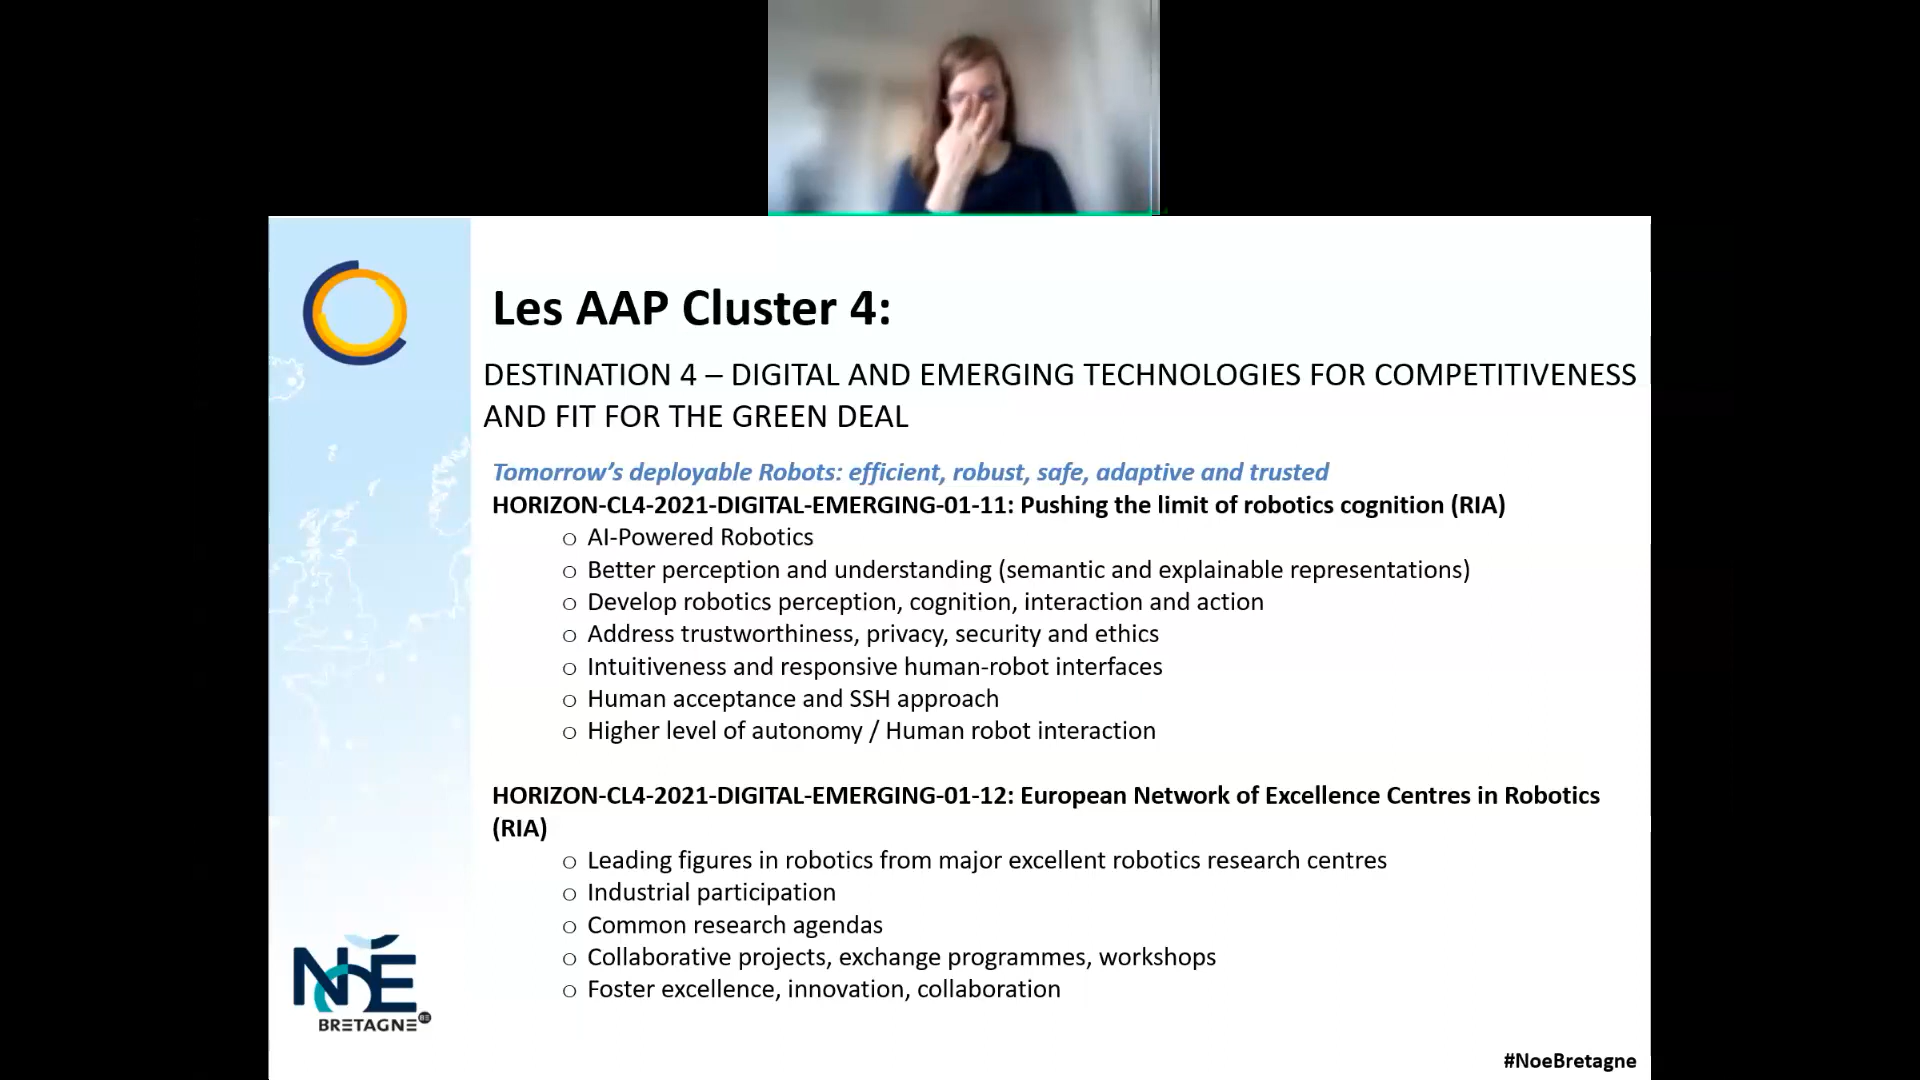 Les AAP Cluster 4:
DESTINATION 4 – DIGITAL AND EMERGING TECHNOLOGIES FOR COMPETITIVENESS
AND FIT FOR THE GREEN DEAL
Tomorrow's deployable Robots: efficient, robust, safe, adaptive and trusted
HORIZON-CL4-2021-DIGITAL-EMERGING-01-11: Pushing the limit of robotics cognition (RIA)
o AI-Powered Robotics
o Better perception and understanding (semantic and explainable representations)
o Develop robotics perception, cognition, interaction and action
o Address trustworthiness, privacy, security and ethics
o Intuitiveness and responsive human-robot interfaces
o Human acceptance and SSH approach
o Higher level of autonomy / Human robot interaction
HORIZON-CL4-2021-DIGITAL-EMERGING-01-12: European Network of Excellence Centres in Robotics
(RIA)
o Leading figures in robotics from major excellent robotics research centres
o Industrial participation
o Common research agendas
o Collaborative projects, exchange programmes, workshops
o Foster excellence, innovation, collaboration
NOÉ
BRETAGNE
#NoeBretagne